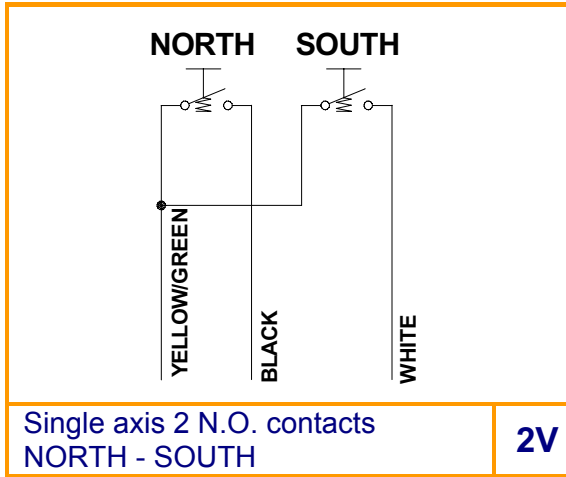 NORTH SOUTH
YELLOW/GREEN
BLACK
WHITE
Single axis 2 N.O. contacts
NORTH - SOUTH
2V